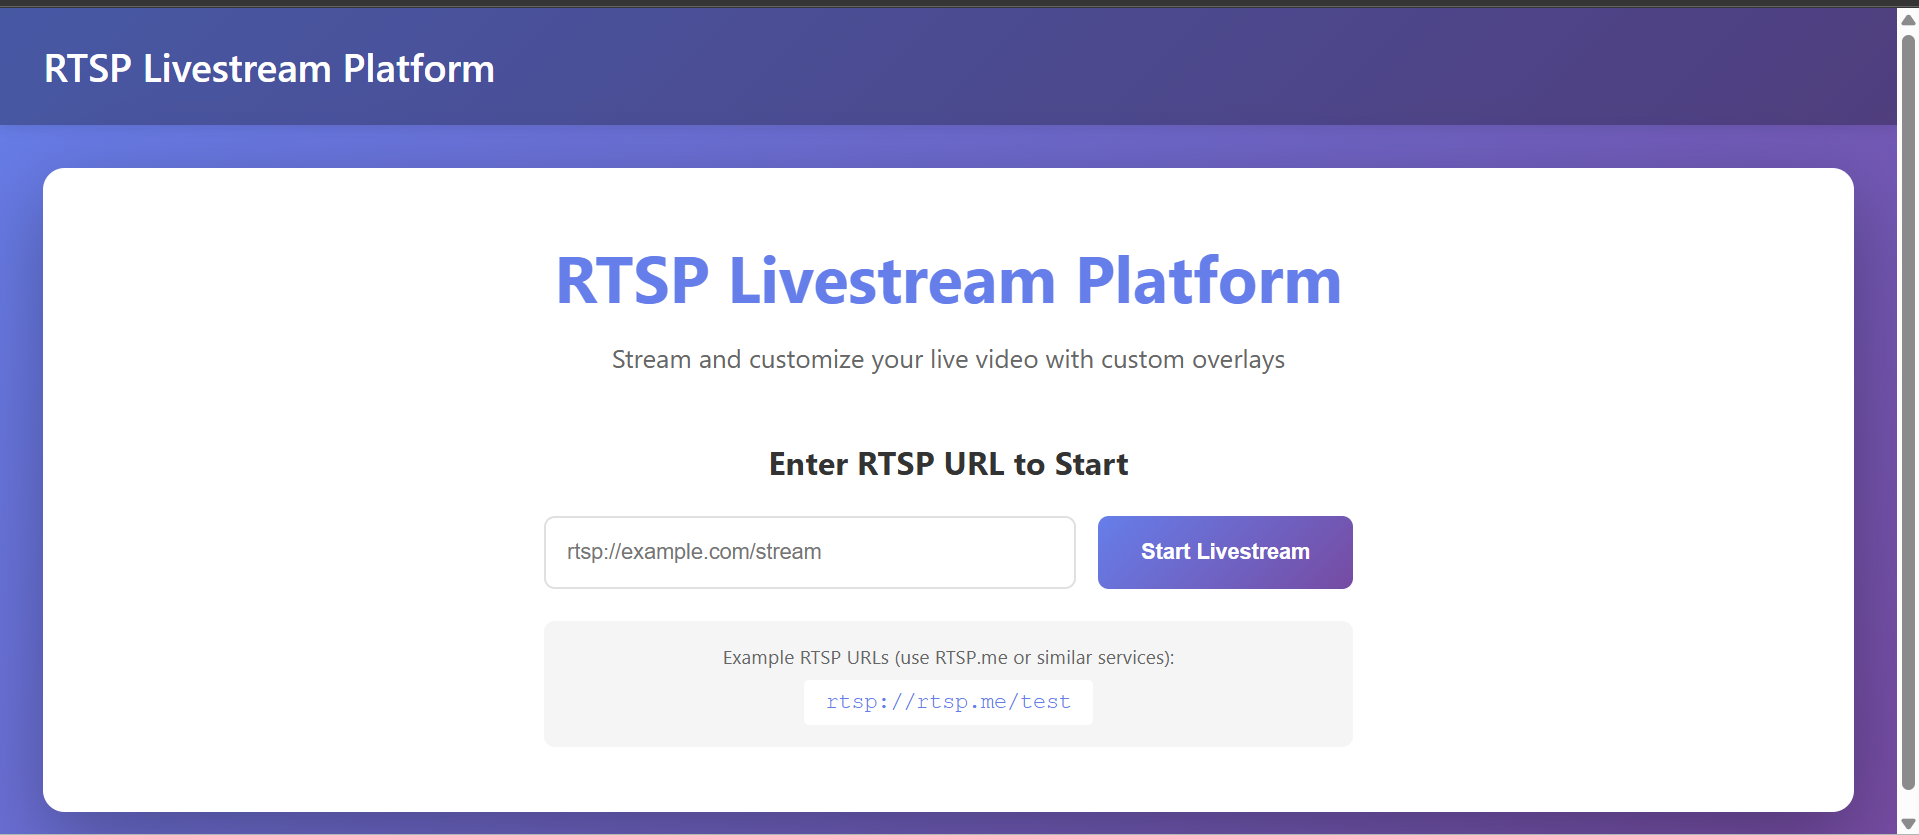 RTSP Livestream Platform
RTSP Livestream Platform
Stream and customize your live video with custom overlays
Enter RTSP URL to Start
rtsp://example.com/stream
Start Livestream
Example RTSP URLs (use RTSP.me or similar services):
rtsp://rtsp.me/test